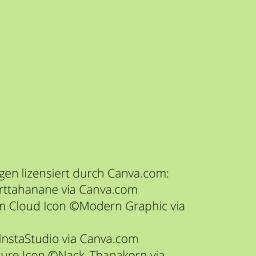 gen lizensiert durch Canva.com:
rttahanane via Canva.com
n Cloud Icon ©Modern Graphic via
InstaStudio via Canva.com
ure Icon ©Nack_Thanakorn via